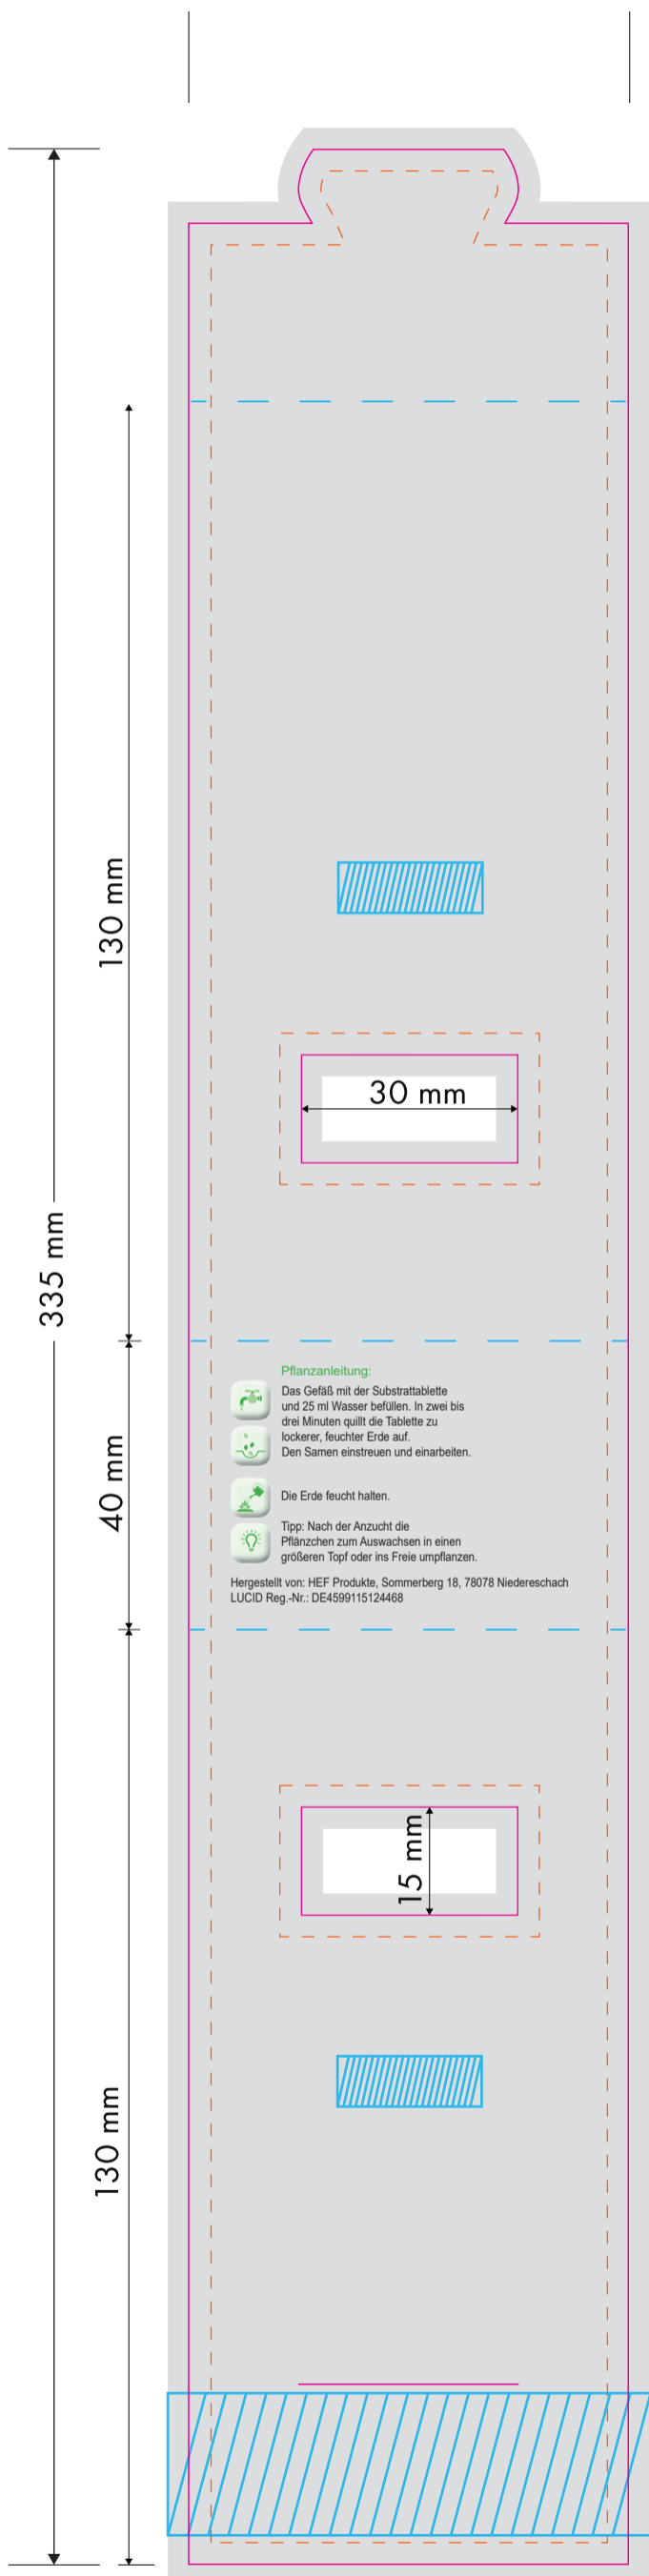 130 mm
30 mm
335 mm
Pflanzanleitung:
Das Gefäß mit der Substrattablette
und 25 ml Wasser befüllen. In zwei bis
drei Minuten quillt die Tablette zu
lockerer, feuchter Erde auf.
Den Samen einstreuen und einarbeiten.
40 mm
Die Erde feucht halten.
Tipp: Nach der Anzucht die
Pflänzchen zum Auswachsen in einen
größeren Topf oder ins Freie umpflanzen.
Hergestellt von: HEF Produkte, Sommerberg 18, 78078 Niedereschach
LUCID Reg.-Nr.: DE4599115124468
15 mm
130 mm